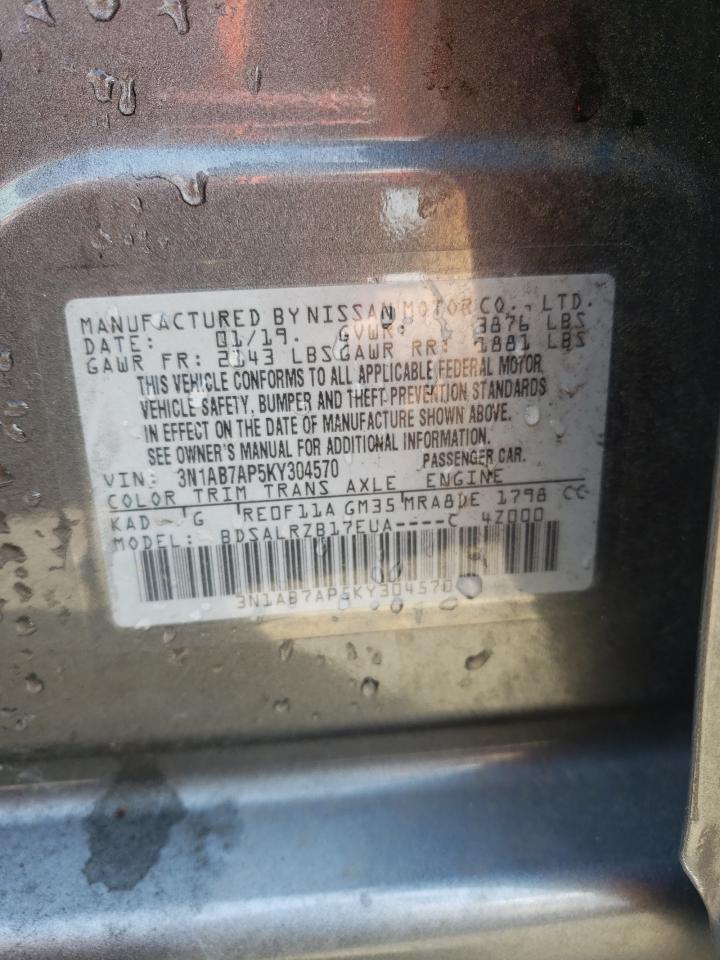 MANUFACTURED BY NISSAN MOTOR CO., LTD.
DATE: 01/19. GVWR: 3876 LBS
GAWR FR: 2143 LBS GAWR RR: 1881 LBS
THIS VEHICLE CONFORMS TO ALL APPLICABLE FEDERAL MOTOR
VEHICLE SAFETY, BUMPER AND THEFT PREVENTION STANDARDS
IN EFFECT ON THE DATE OF MANUFACTURE SHOWN ABOVE.
SEE OWNER'S MANUAL FOR ADDITIONAL INFORMATION.
VIN: 3N1AB7AP5KY304570 PASSENGER CAR.
COLOR TRIM TRANS AXLE ENGINE
KAD G RE0F11A GM35 MRA8DE 1798 CC
MODEL: BDSALRZB17EUA----C 4Z000
3N1AB7AP5KY304570